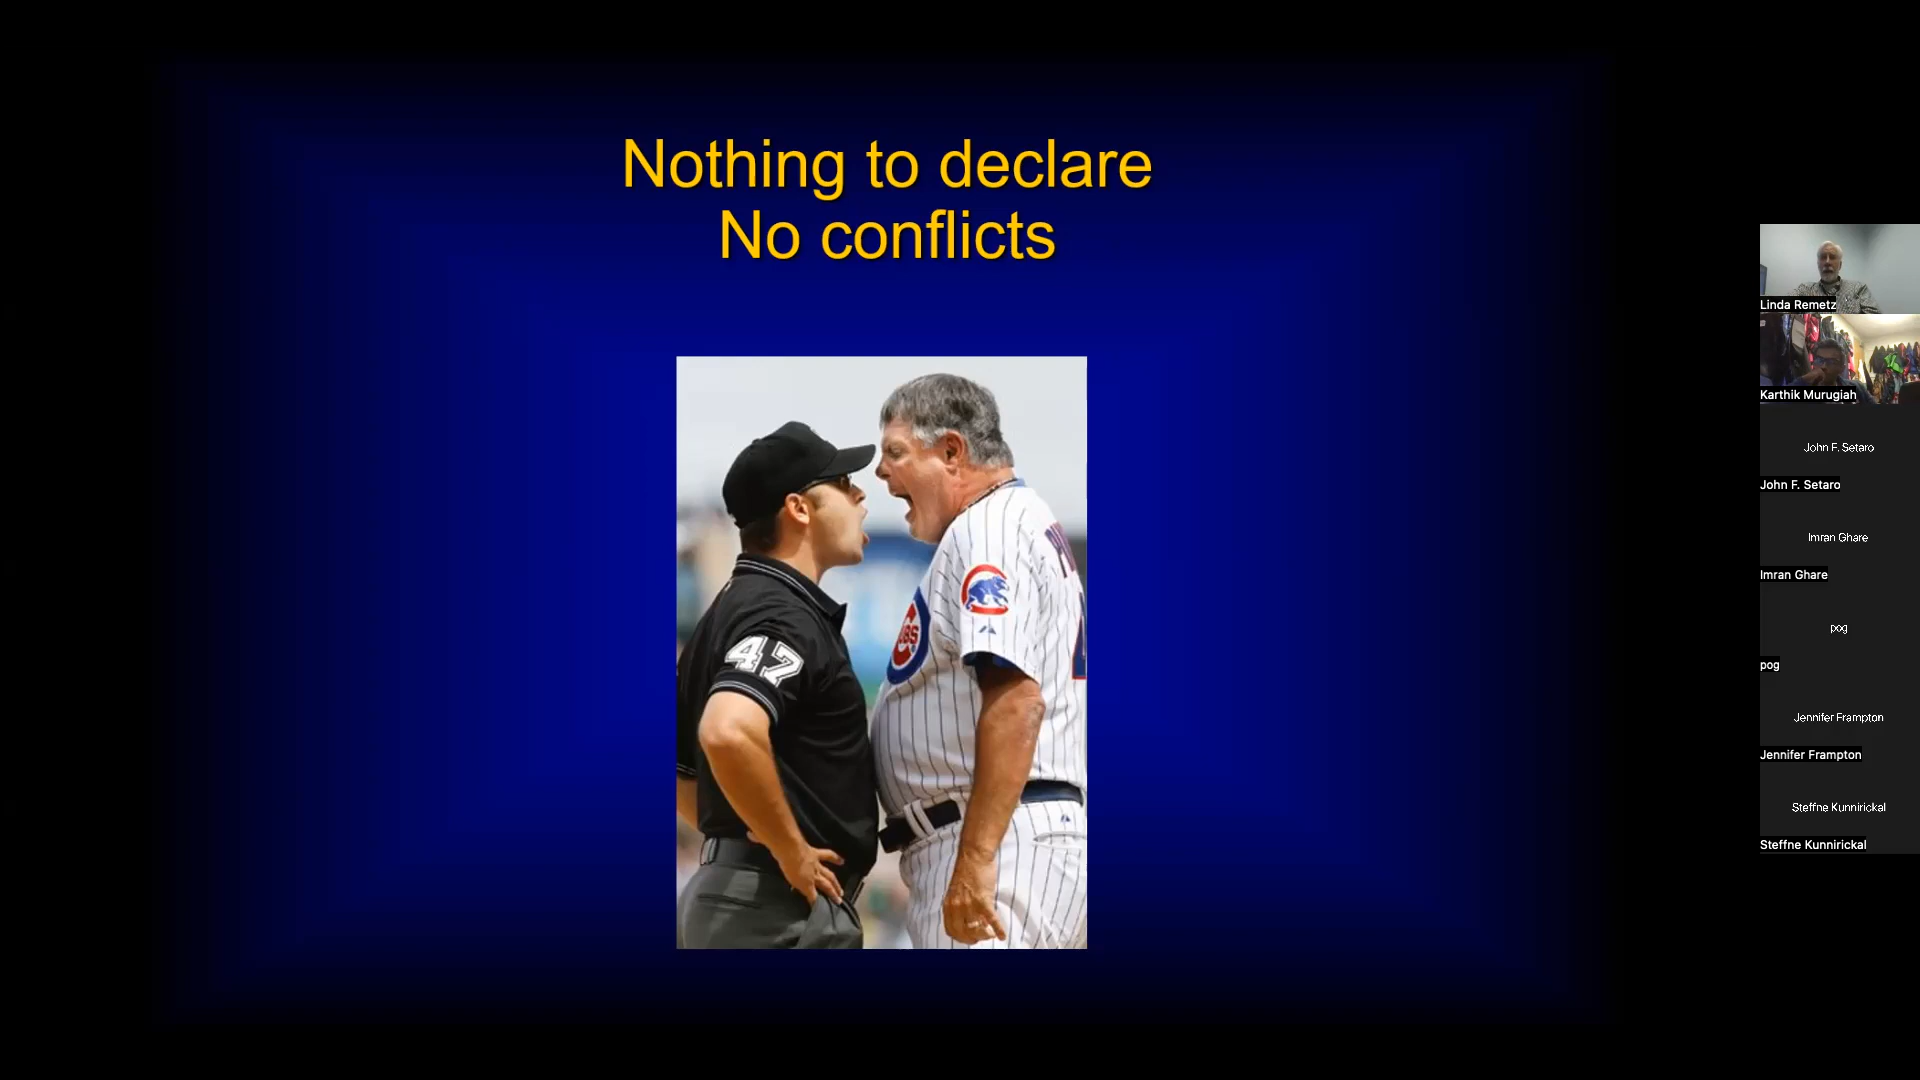 Nothing to declare
No conflicts
47
Linda Remetz
Karthik Murugiah
John F. Setaro
John F. Setaro
Imran Ghare
Imran Ghare
pog
pog
Jennifer Frampton
Jennifer Frampton
Steffne Kunnirickal
Steffne Kunnirickal